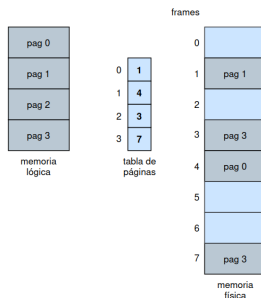 frames
pag 0
pag 1
pag 2
pag 3
memoria
lógica
0 1
1 4
2 3
3 7
tabla de
páginas
0
1 pag 1
2
3 pag 3
4 pag 0
5
6
7 pag 3
memoria
física